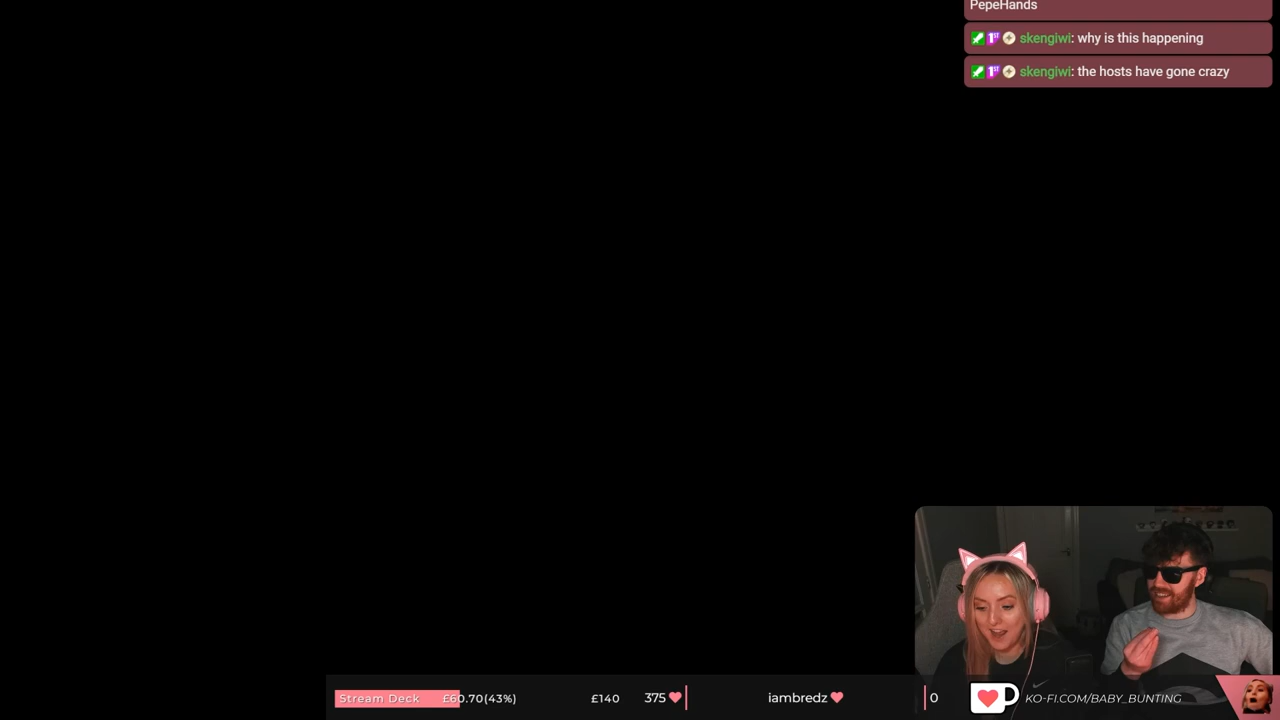 PepeHands
skengiwi: why is this happening
skengiwi: the hosts have gone crazy
Stream Deck £60.70(43%) £140 375 iambredz 0 KO-FI.COM/BABY_BUNTING